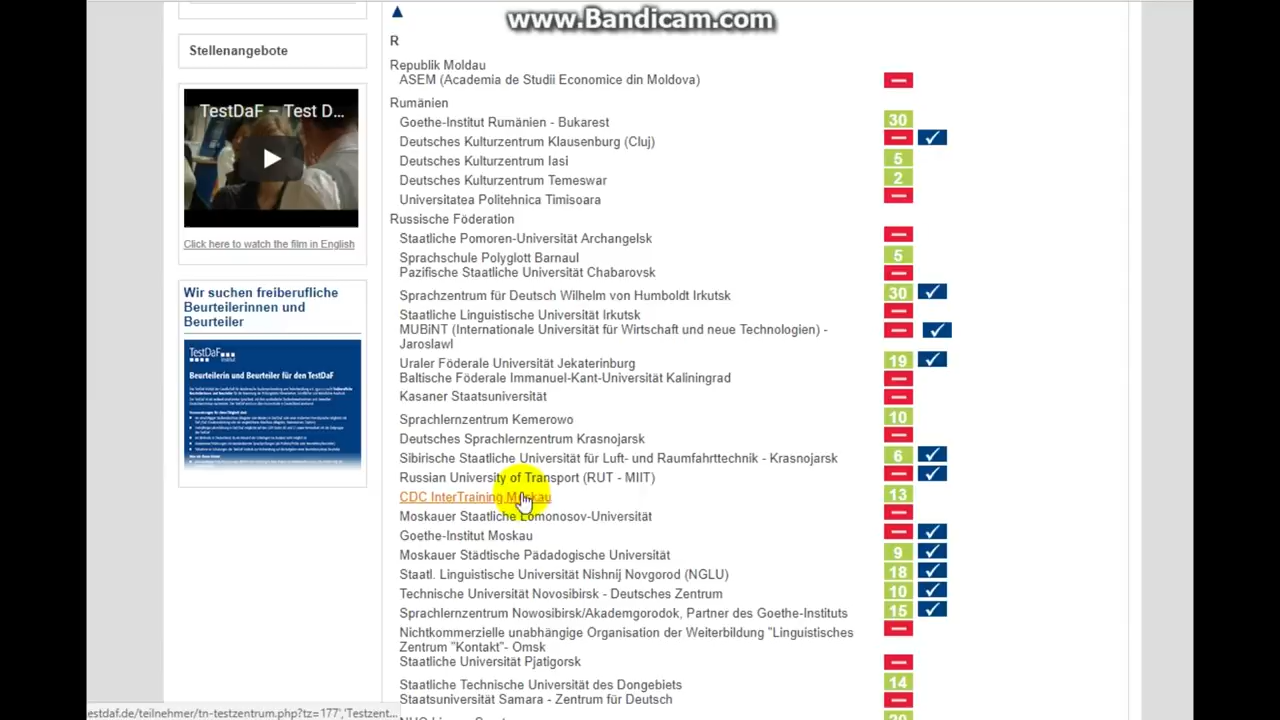 www.Bandicam.com
R
Stellenangebote
Republik Moldau
ASEM (Academia de Studii Economice din Moldova)
Rumänien
TestDaF – Test D...
Goethe-Institut Rumänien - Bukarest 30
Deutsches Kulturzentrum Klausenburg (Cluj)
Deutsches Kulturzentrum Iasi 5
Deutsches Kulturzentrum Temeswar 2
Universitatea Politehnica Timisoara
Russische Föderation
Staatliche Pomoren-Universität Archangelsk
Click here to watch the film in English
Sprachschule Polyglott Barnaul 5
Pazifische Staatliche Universität Chabarovsk
Wir suchen freiberufliche
Beurteilerinnen und
Beurteiler
Sprachzentrum für Deutsch Wilhelm von Humboldt Irkutsk 30
Staatliche Linguistische Universität Irkutsk
MUBiNT (Internationale Universität für Wirtschaft und neue Technologien) -
Jaroslawl
TestDaF
Institut
Beurteilerin und Beurteiler für den TestDaF
Uraler Föderale Universität Jekaterinburg 19
Baltische Föderale Immanuel-Kant-Universität Kaliningrad
Kasaner Staatsuniversität
Sprachlernzentrum Kemerowo 10
Deutsches Sprachlernzentrum Krasnojarsk
Sibirische Staatliche Universität für Luft- und Raumfahrttechnik - Krasnojarsk 6
Russian University of Transport (RUT - MIIT)
CDC InterTraining Moskau 13
Moskauer Staatliche Lomonosov-Universität
Goethe-Institut Moskau
Moskauer Städtische Pädadogische Universität 9
Staatl. Linguistische Universität Nishnij Novgorod (NGLU) 18
Technische Universität Novosibirsk - Deutsches Zentrum 10
Sprachlernzentrum Nowosibirsk/Akademgorodok, Partner des Goethe-Instituts 15
Nichtkommerzielle unabhängige Organisation der Weiterbildung "Linguistisches
Zentrum "Kontakt"- Omsk
Staatliche Universität Pjatigorsk
Staatliche Technische Universität des Dongebiets 14
Staatsuniversität Samara - Zentrum für Deutsch
estdaf.de/teilnehmer/tn-testzentrum.php?tz=177','Testzent...